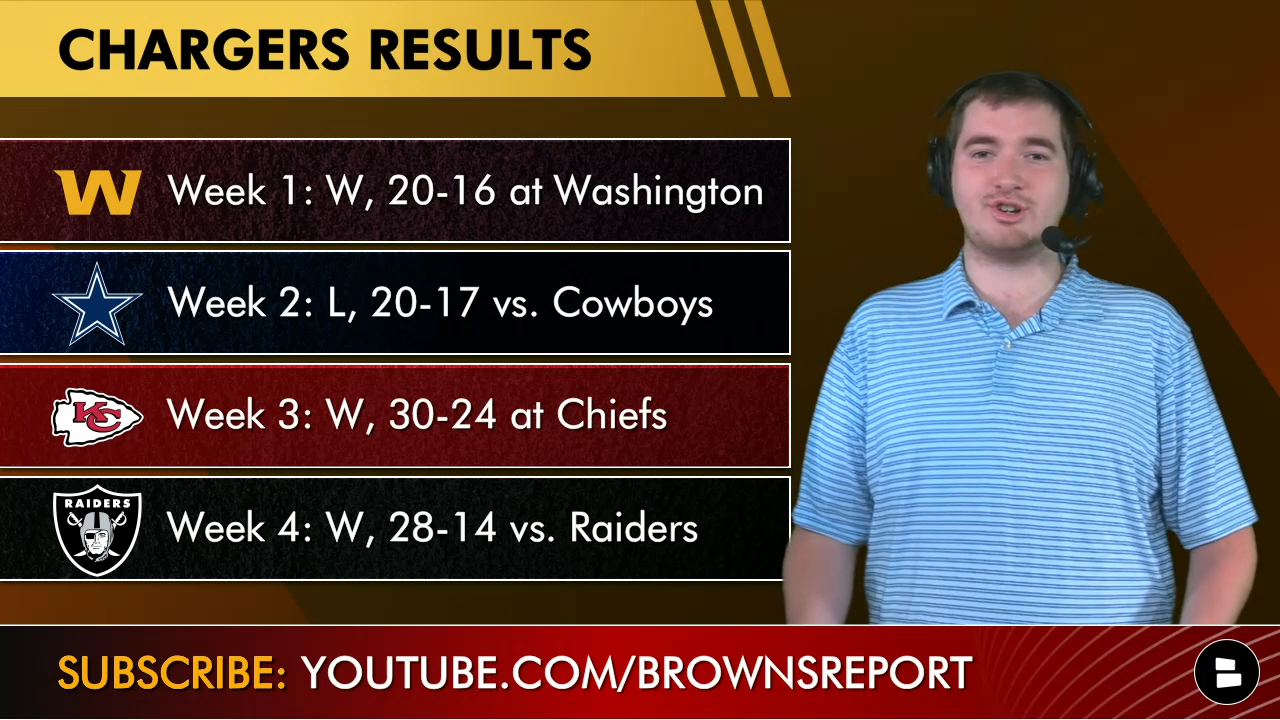 CHARGERS RESULTS
W
Week 1: W, 20-16 at Washington
Week 2: L, 20-17 vs. Cowboys
KC
Week 3: W, 30-24 at Chiefs
RAIDERS
Week 4: W, 28-14 vs. Raiders
SUBSCRIBE: YOUTUBE.COM/BROWNSREPORT